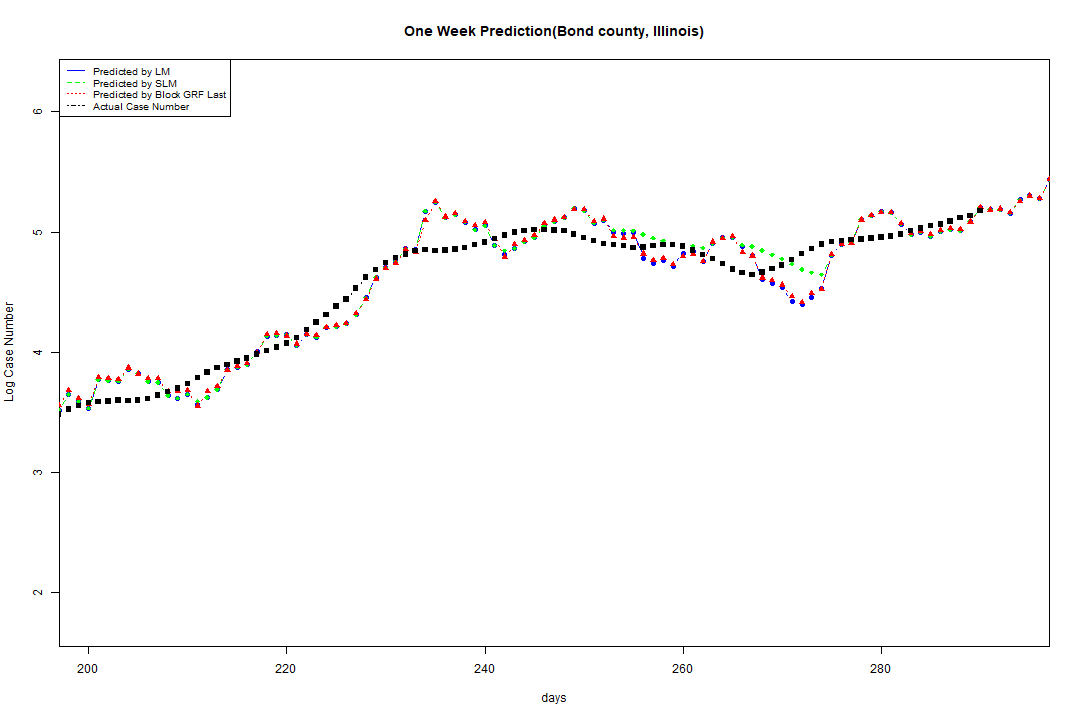 One Week Prediction(Bond county, Illinois)
Predicted by LM
Predicted by SLM
Predicted by Block GRF Last
Actual Case Number
Log Case Number
6
5
4
3
2
200 220 240 260 280
days